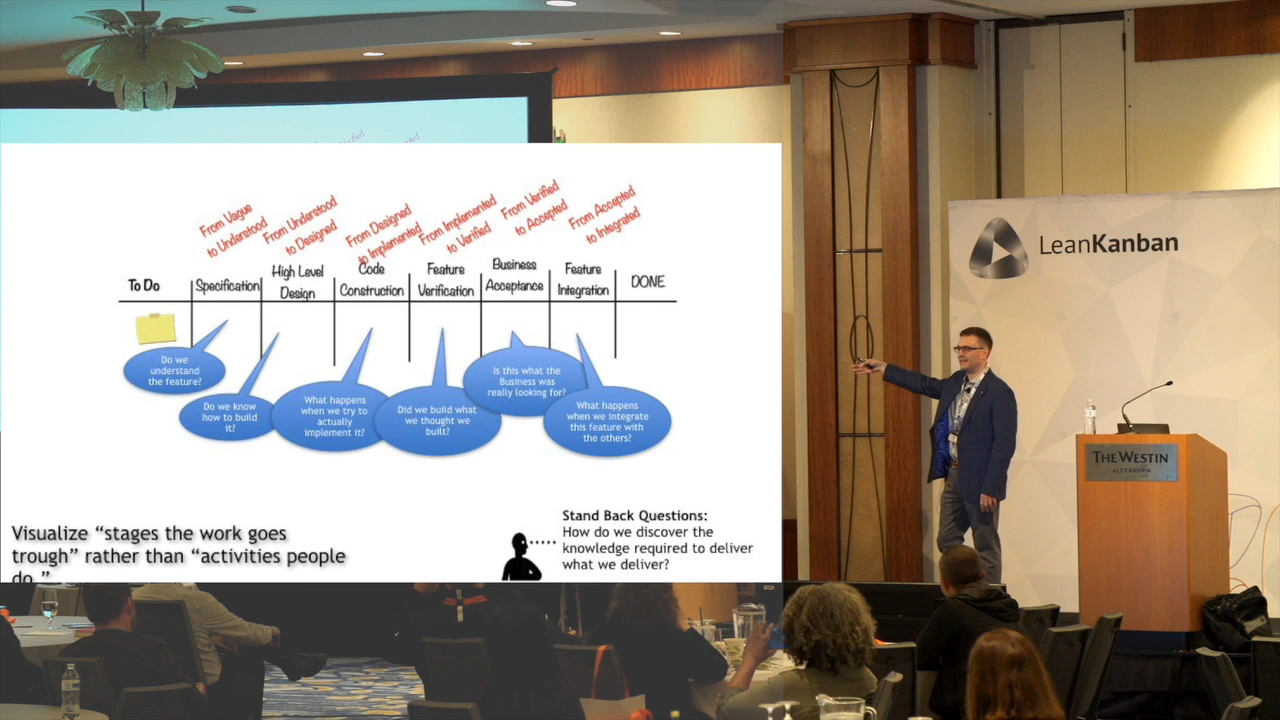 From Vague
to Understood
From Understood
to Designed
From Designed
to Implemented
From Implemented
to Verified
From Verified
to Accepted
From Accepted
to Integrated
To Do
Specification
High Level
Design
Code
Construction
Feature
Verification
Business
Acceptance
Feature
Integration
DONE
Do we
understand
the feature?
Do we know
how to build
it?
What happens
when we try to
actually
implement it?
Did we build what
we thought we
built?
Is this what the
Business was
really looking for?
What happens
when we integrate
this feature with
the others?
Visualize “stages the work goes
trough” rather than “activities people
do.”
Stand Back Questions:
How do we discover the
knowledge required to deliver
what we deliver?
LeanKanban
THE WESTIN
ALEXANDRIA